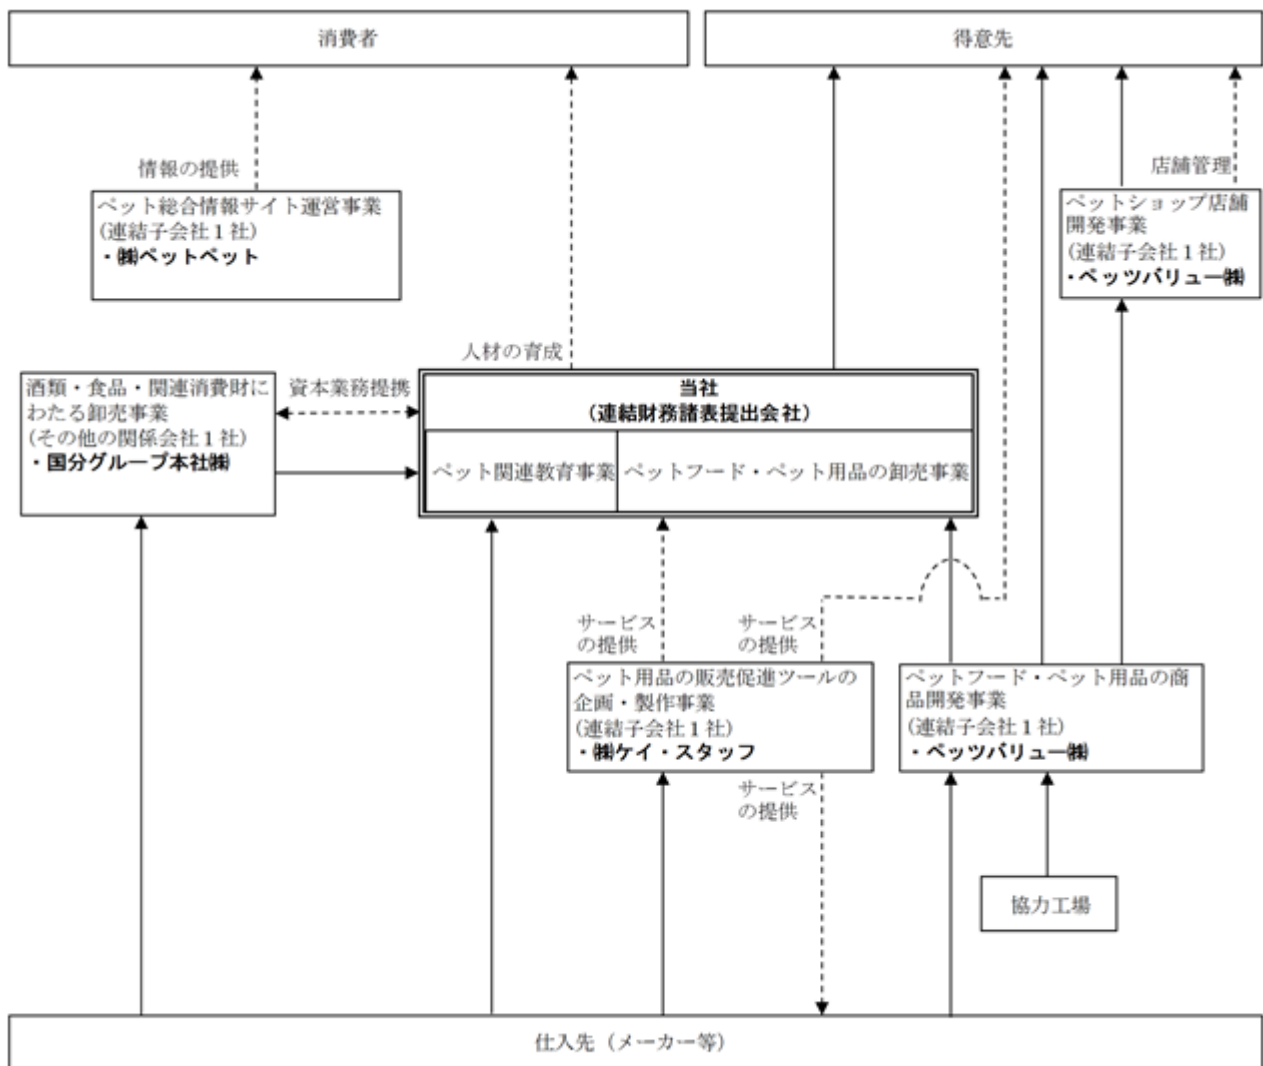 消費者
得意先
情報の提供
店舗管理
ペット総合情報サイト運営事業
(連結子会社1社)
・㈱ペットペット
ペットショップ店舗
開発事業
(連結子会社1社)
・ペッツバリュー㈱
人材の育成
酒類・食品・関連消費財に
わたる卸売事業
(その他の関係会社1社)
・国分グループ本社㈱
資本業務提携
当社
(連結財務諸表提出会社)
ペット関連教育事業
ペットフード・ペット用品の卸売事業
サービス
の提供
サービス
の提供
ペット用品の販売促進ツールの
企画・製作事業
(連結子会社1社)
・㈱ケイ・スタッフ
ペットフード・ペット用品の商
品開発事業
(連結子会社1社)
・ペッツバリュー㈱
サービス
の提供
協力工場
仕入先(メーカー等)